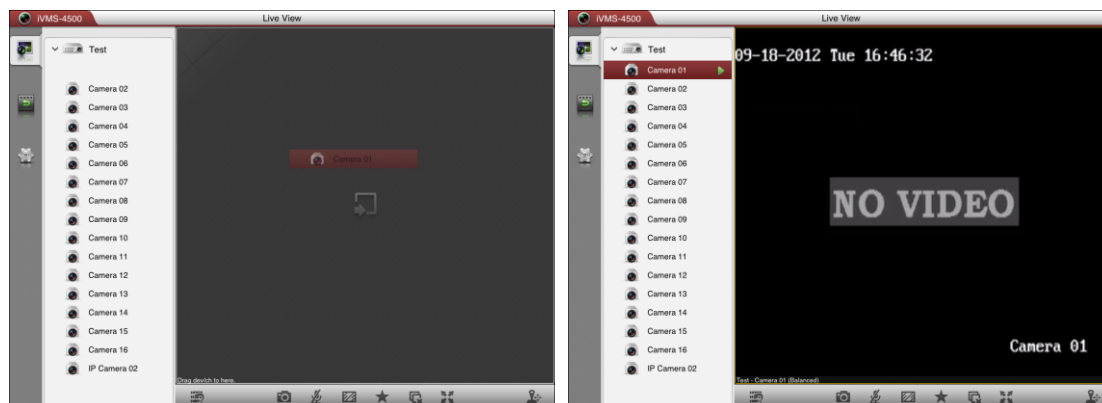 iVMS-4500
Live View
Test
Camera 02
Camera 03
Camera 04
Camera 05
Camera 06
Camera 07
Camera 08
Camera 09
Camera 10
Camera 11
Camera 12
Camera 13
Camera 14
Camera 15
Camera 16
IP Camera 02
Camera 01
Drag devich to here.
iVMS-4500
Live View
Test
Camera 01
Camera 02
Camera 03
Camera 04
Camera 05
Camera 06
Camera 07
Camera 08
Camera 09
Camera 10
Camera 11
Camera 12
Camera 13
Camera 14
Camera 15
Camera 16
IP Camera 02
09-18-2012 Tue 16:46:32
NO VIDEO
Camera 01
Test - Camera 01 (Balanced)